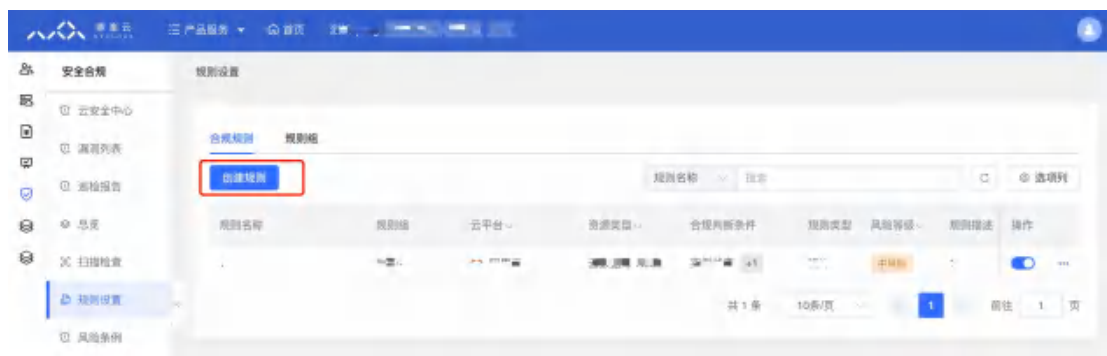 产品服务 首页
安全合规 规则设置
云安全中心
合规规则 规则组
漏洞列表
创建规则 规则名称 搜索 选项列
巡检报告
总览
规则名称 规则组 云平台 资源类型 合规判断条件 规则类型 风险等级 规则描述 操作
扫描检查
+1 中风险
规则设置
共 1 条 10条/页 1 前往 1 页
风险条例